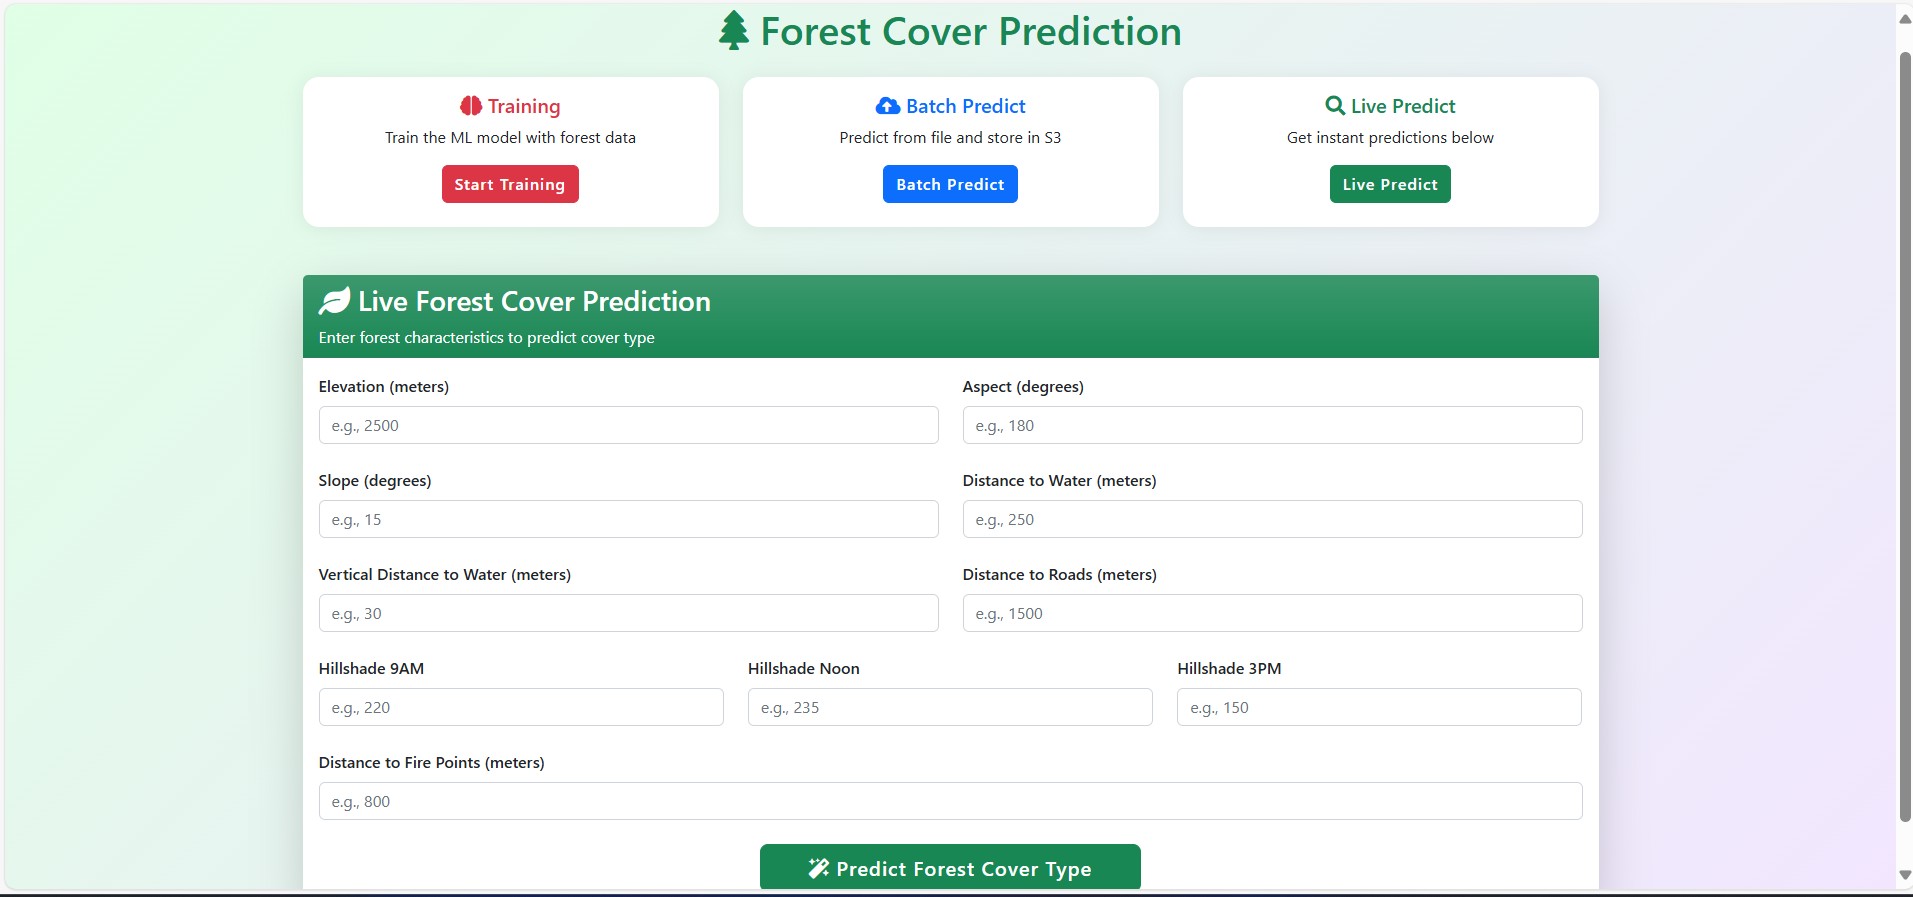 Forest Cover Prediction
Training
Train the ML model with forest data
Start Training
Batch Predict
Predict from file and store in S3
Batch Predict
Live Predict
Get instant predictions below
Live Predict
Live Forest Cover Prediction
Enter forest characteristics to predict cover type
Elevation (meters)
e.g., 2500
Aspect (degrees)
e.g., 180
Slope (degrees)
e.g., 15
Distance to Water (meters)
e.g., 250
Vertical Distance to Water (meters)
e.g., 30
Distance to Roads (meters)
e.g., 1500
Hillshade 9AM
e.g., 220
Hillshade Noon
e.g., 235
Hillshade 3PM
e.g., 150
Distance to Fire Points (meters)
e.g., 800
Predict Forest Cover Type